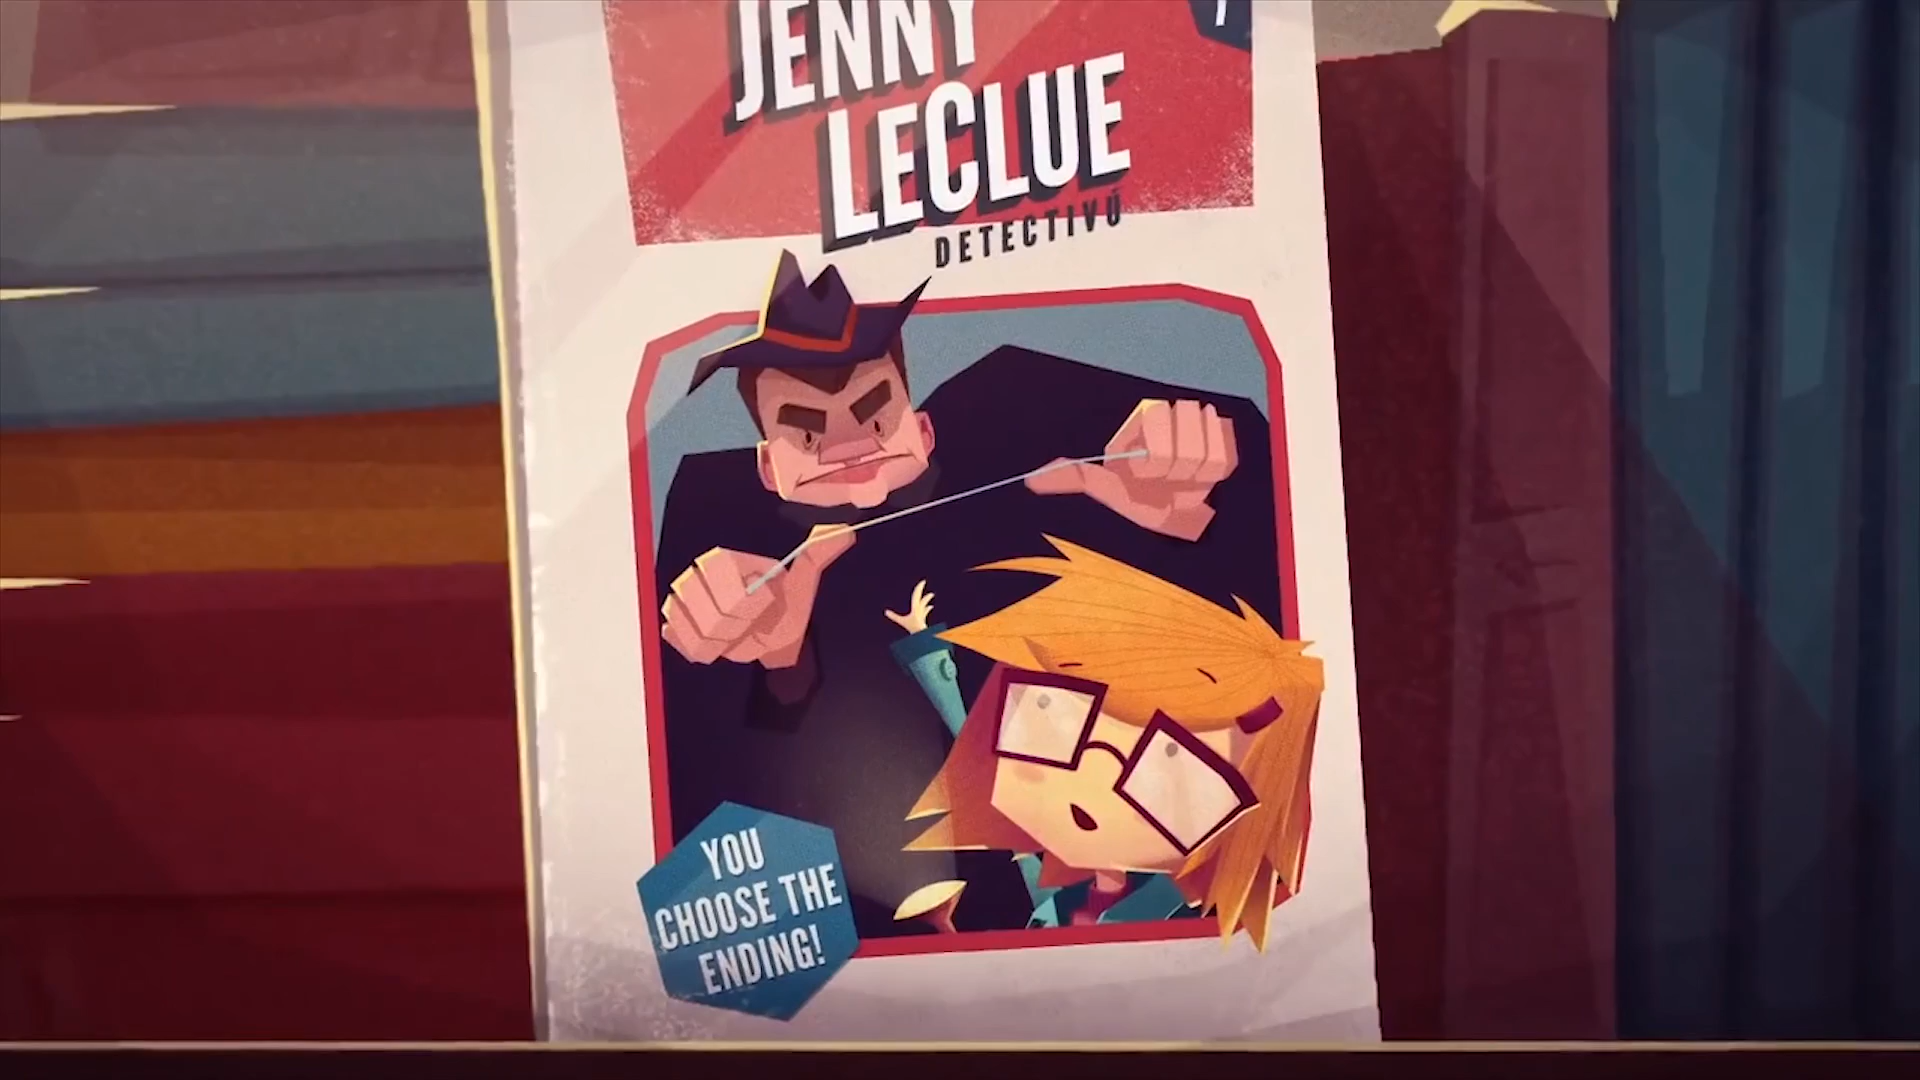 JENNY
LECLUE
DETECTIVÚ
YOU
CHOOSE THE
ENDING!